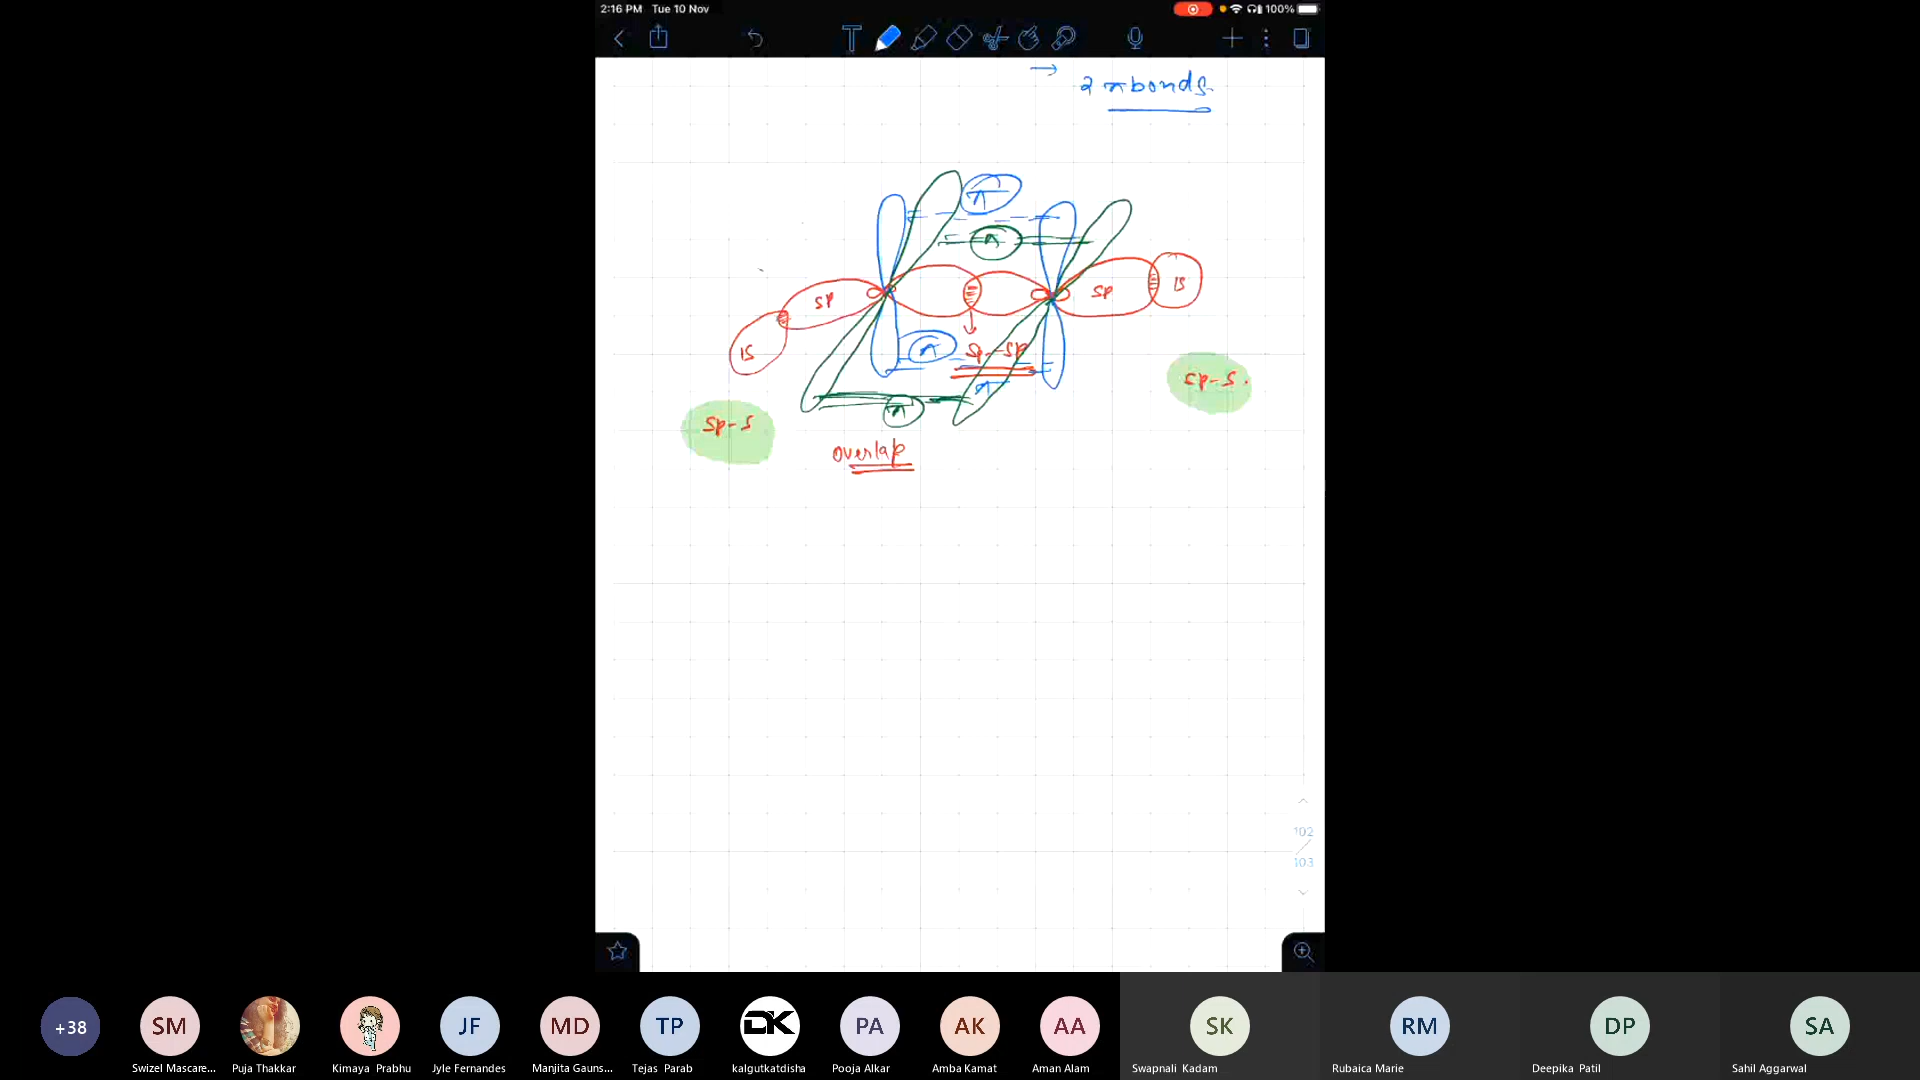 2:16 PM Tue 10 Nov
100%
T
→ 2 π bonds
π
π
SP
SP
1S
1S
π
SP-SP
π
π
SP-S.
SP-S
overlap
102
103
+38
SM
JF
MD
TP
DK
PA
AK
AA
SK
RM
DP
SA
Swizel Mascare...
Puja Thakkar
Kimaya Prabhu
Jyle Fernandes
Manjita Gauns...
Tejas Parab
kalgutkatdisha
Pooja Alkar
Amba Kamat
Aman Alam
Swapnali Kadam
Rubaica Marie
Deepika Patil
Sahil Aggarwal